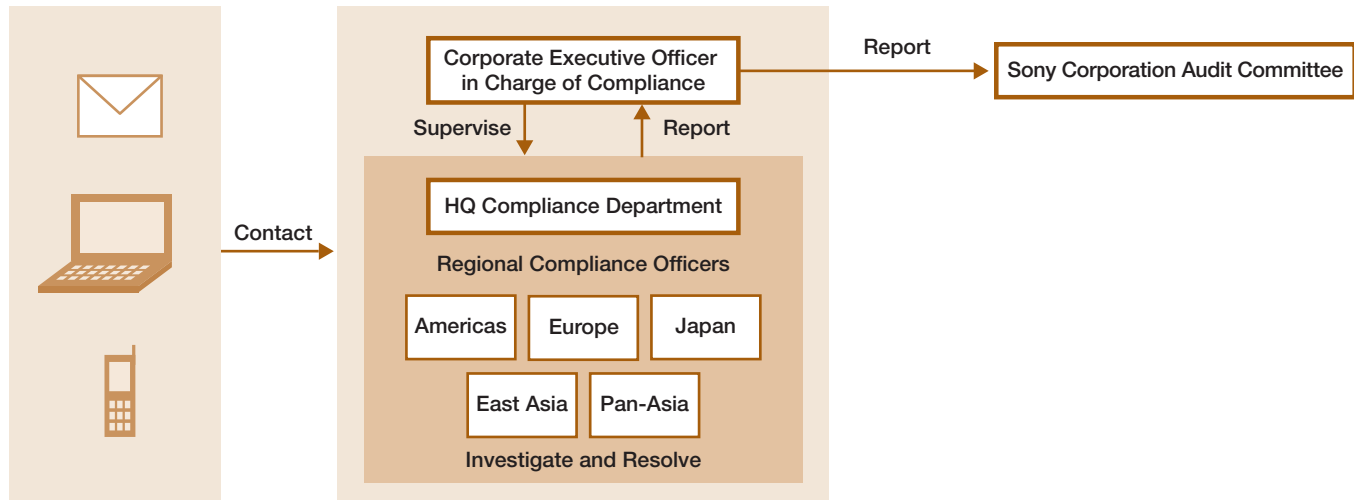 Contact
Corporate Executive Officer
in Charge of Compliance
Supervise
Report
HQ Compliance Department
Regional Compliance Officers
Americas
Europe
Japan
East Asia
Pan-Asia
Investigate and Resolve
Report
Sony Corporation Audit Committee